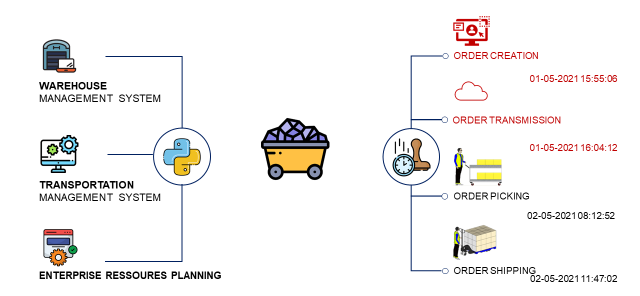 WAREHOUSE
MANAGEMENT SYSTEM
TRANSPORTATION
MANAGEMENT SYSTEM
ENTERPRISE RESSOURES PLANNING
ORDER CREATION
01-05-2021 15:55:06
ORDER TRANSMISSION
01-05-2021 16:04:12
ORDER PICKING
02-05-2021 08:12:52
ORDER SHIPPING
02-05-2021 11:47:02